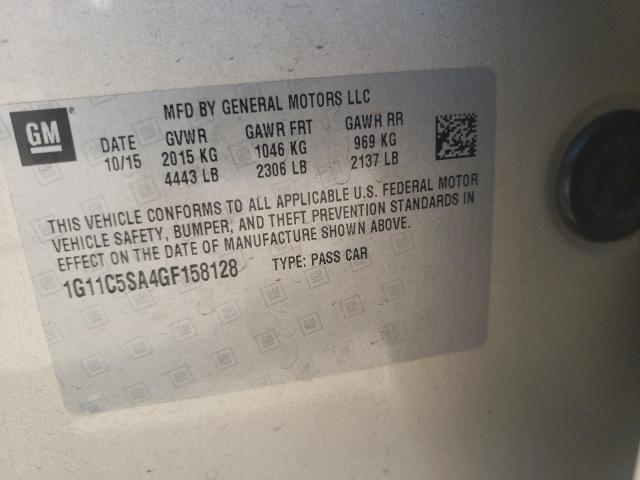 MFD BY GENERAL MOTORS LLC
GM
DATE GVWR GAWR FRT GAWR RR
10/15 2015 KG 1046 KG 969 KG
4443 LB 2306 LB 2137 LB
THIS VEHICLE CONFORMS TO ALL APPLICABLE U.S. FEDERAL MOTOR
VEHICLE SAFETY, BUMPER, AND THEFT PREVENTION STANDARDS IN
EFFECT ON THE DATE OF MANUFACTURE SHOWN ABOVE.
1G11C5SA4GF158128 TYPE: PASS CAR